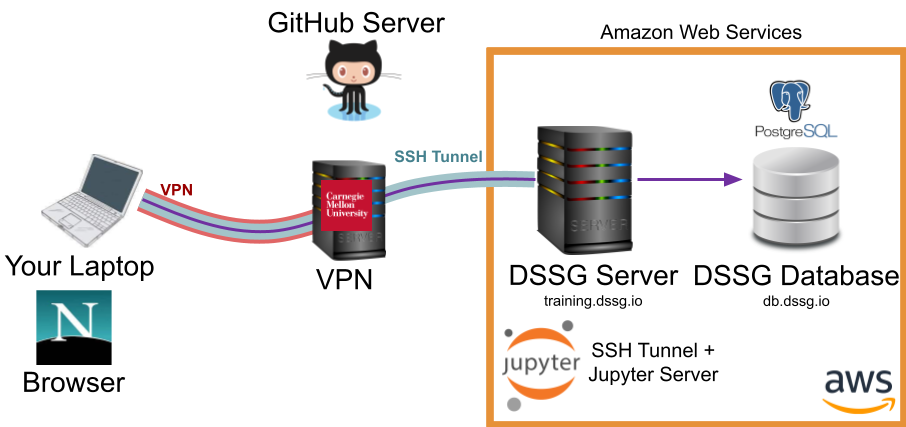 GitHub Server
Amazon Web Services
PostgreSQL
SSH Tunnel
VPN
Carnegie
Mellon
University
SERVER
SERVER
Your Laptop
VPN
DSSG Server
training.dssg.io
DSSG Database
db.dssg.io
N
Browser
jupyter
SSH Tunnel +
Jupyter Server
aws